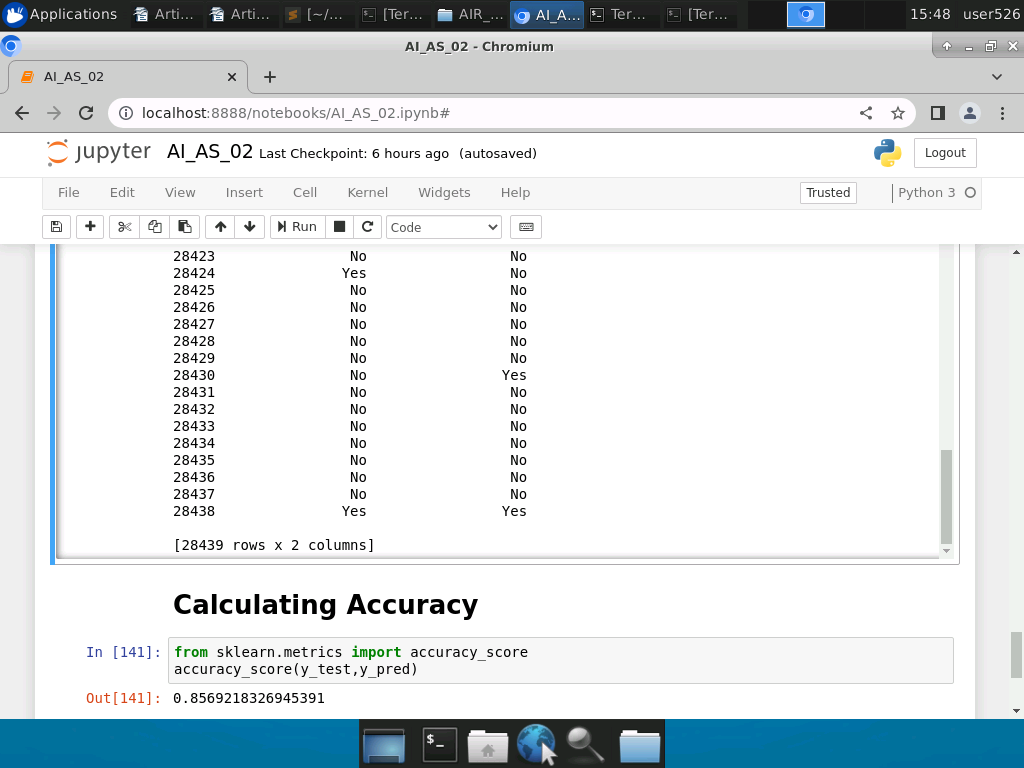 Applications Arti... Arti... [~/... [Ter... AIR_... AI_A... Ter... [Ter... 15:48 user526
AI_AS_02 - Chromium
AI_AS_02
localhost:8888/notebooks/AI_AS_02.ipynb#
jupyter AI_AS_02 Last Checkpoint: 6 hours ago (autosaved) Logout
File Edit View Insert Cell Kernel Widgets Help Trusted Python 3
Run Code
28423 No No
28424 Yes No
28425 No No
28426 No No
28427 No No
28428 No No
28429 No No
28430 No Yes
28431 No No
28432 No No
28433 No No
28434 No No
28435 No No
28436 No No
28437 No No
28438 Yes Yes
[28439 rows x 2 columns]
Calculating Accuracy
In [141]: from sklearn.metrics import accuracy_score
accuracy_score(y_test,y_pred)
Out[141]: 0.8569218326945391
$_